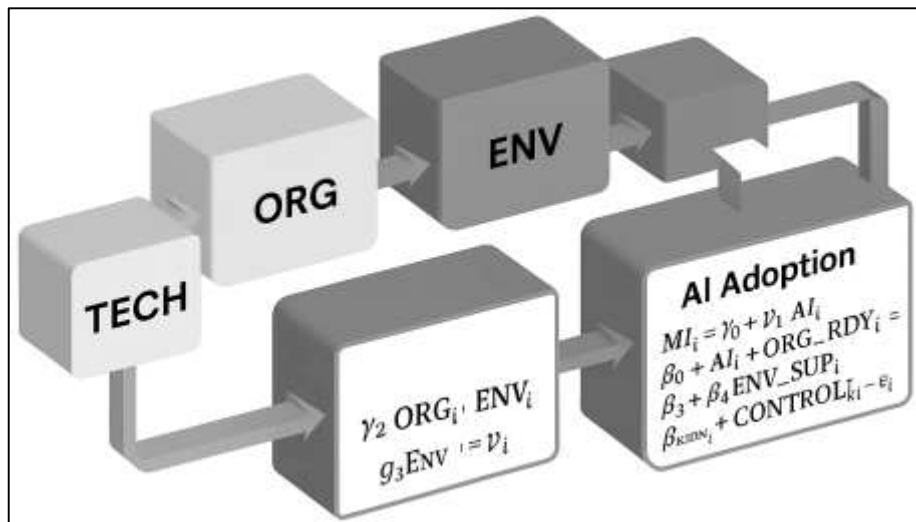 TECH
ORG
ENV
γ₂ ORGᵢ' ENVᵢ
g₃ENV ' = νᵢ
AI Adoption
MIᵢ = γ₀ + ν₁ AIᵢ
β₀ + AIᵢ + ORG_RDYᵢ =
β₃ + β₄ ENV_SUPᵢ
+ CONTROL